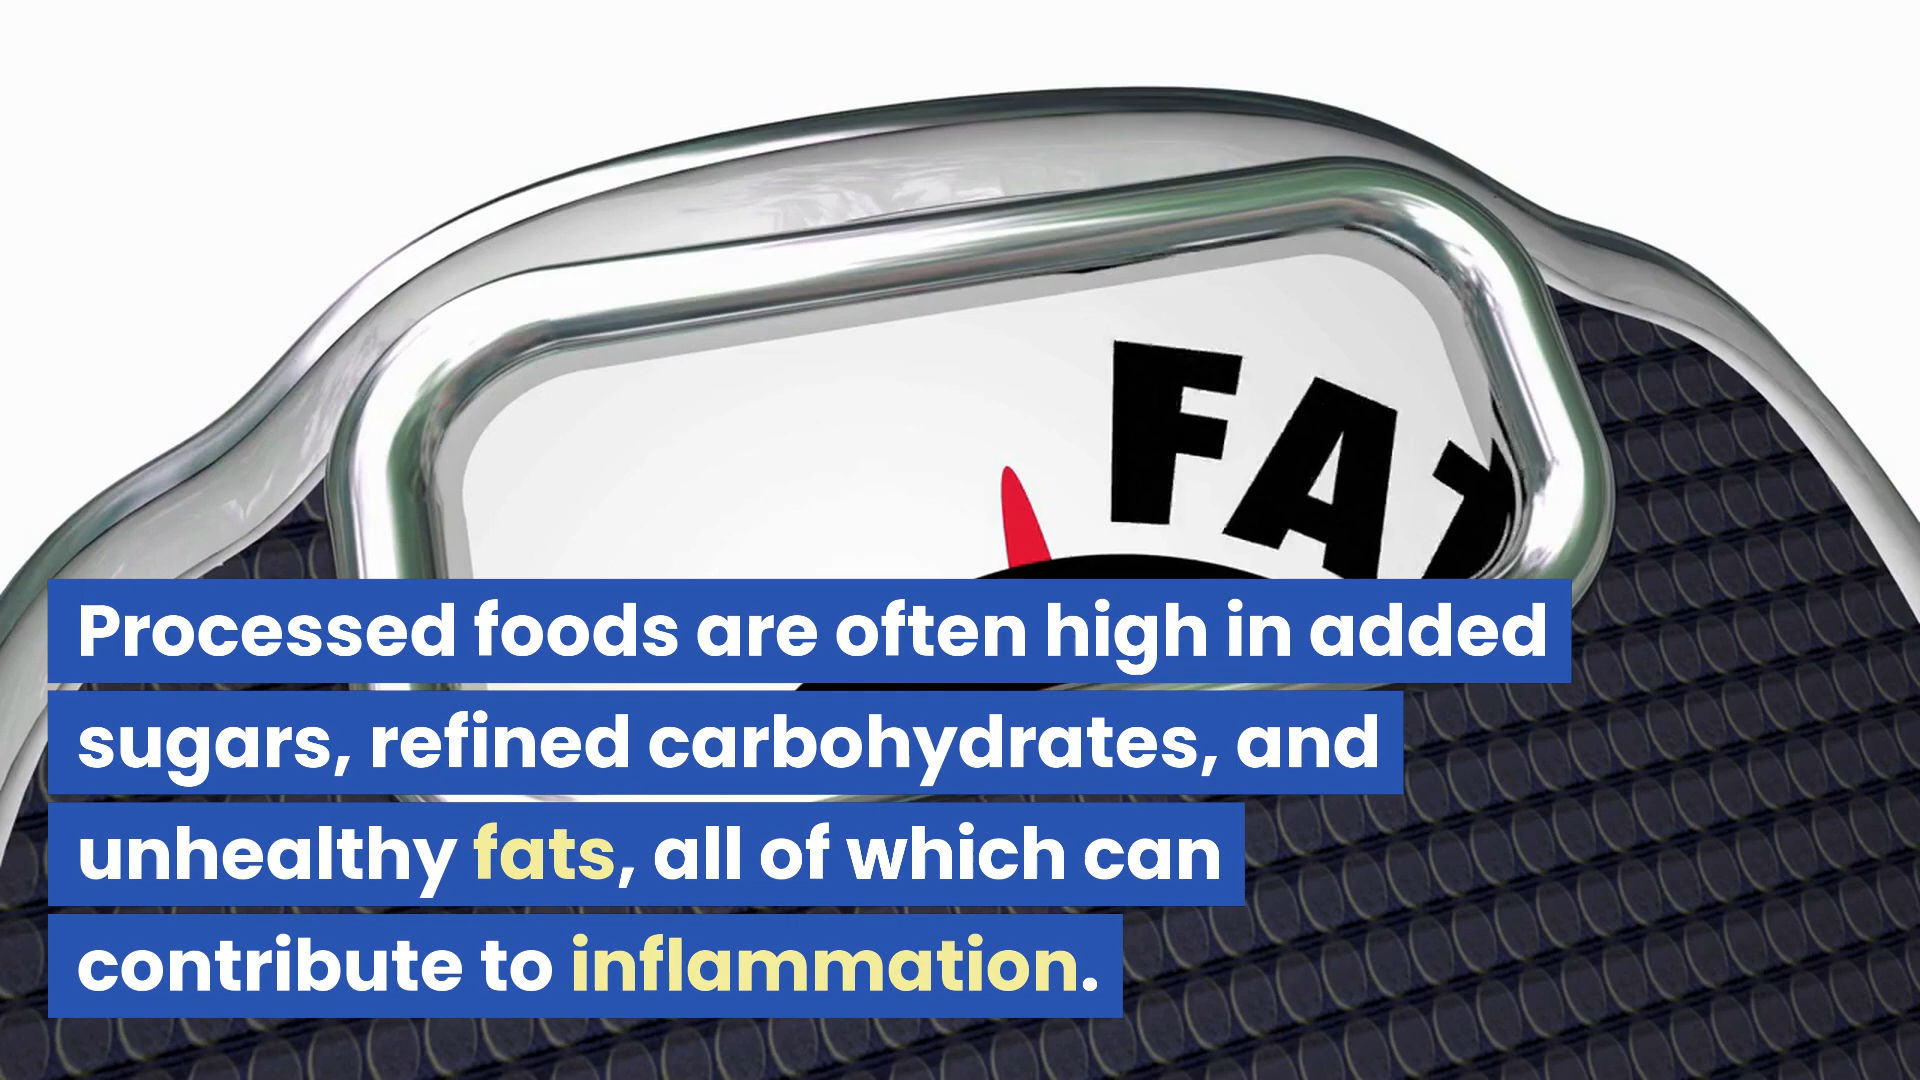 FAT
Processed foods are often high in added
sugars, refined carbohydrates, and
unhealthy fats, all of which can
contribute to inflammation.